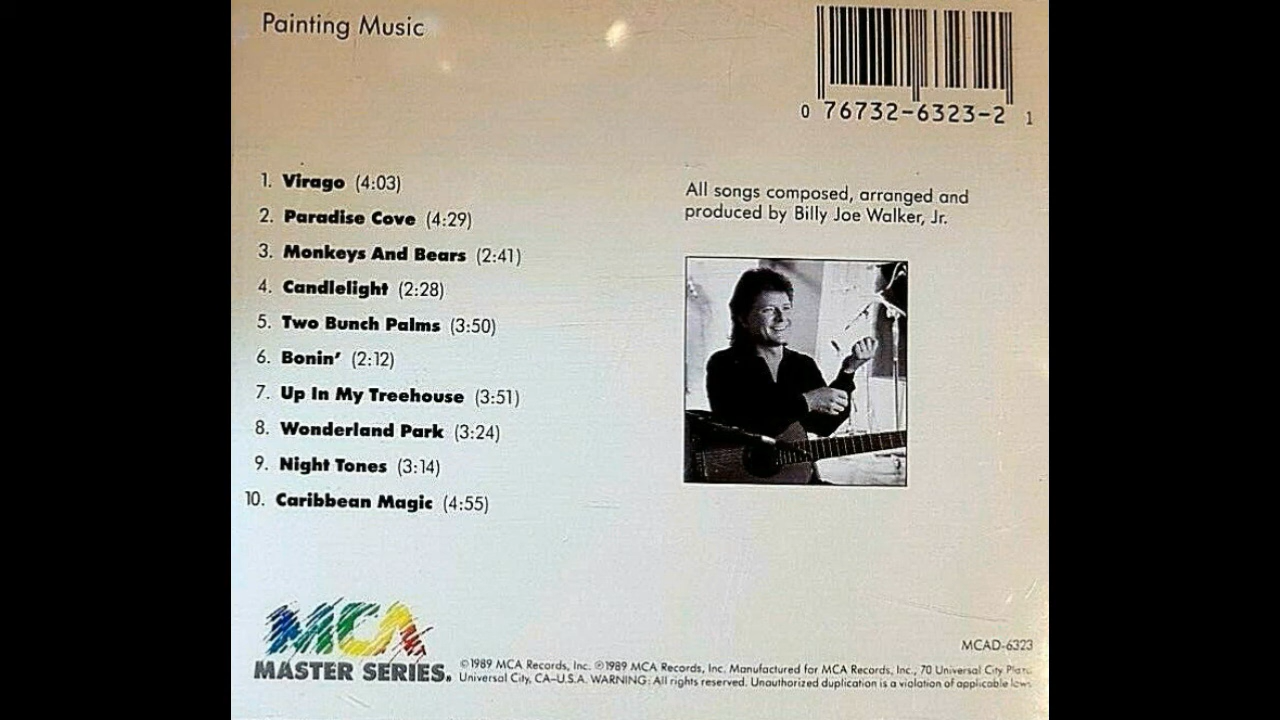 Painting Music
0 76732-6323-2 1
1. Virago (4:03)
2. Paradise Cove (4:29)
3. Monkeys And Bears (2:41)
4. Candlelight (2:28)
5. Two Bunch Palms (3:50)
6. Bonin' (2:12)
7. Up In My Treehouse (3:51)
8. Wonderland Park (3:24)
9. Night Tones (3:14)
10. Caribbean Magic (4:55)
All songs composed, arranged and
produced by Billy Joe Walker, Jr.
MCA
MASTER SERIES®
MCAD-6323
©1989 MCA Records, Inc. ℗1989 MCA Records, Inc. Manufactured for MCA Records, Inc., 70 Universal City Plaza,
Universal City, CA–U.S.A. WARNING: All rights reserved. Unauthorized duplication is a violation of applicable laws.